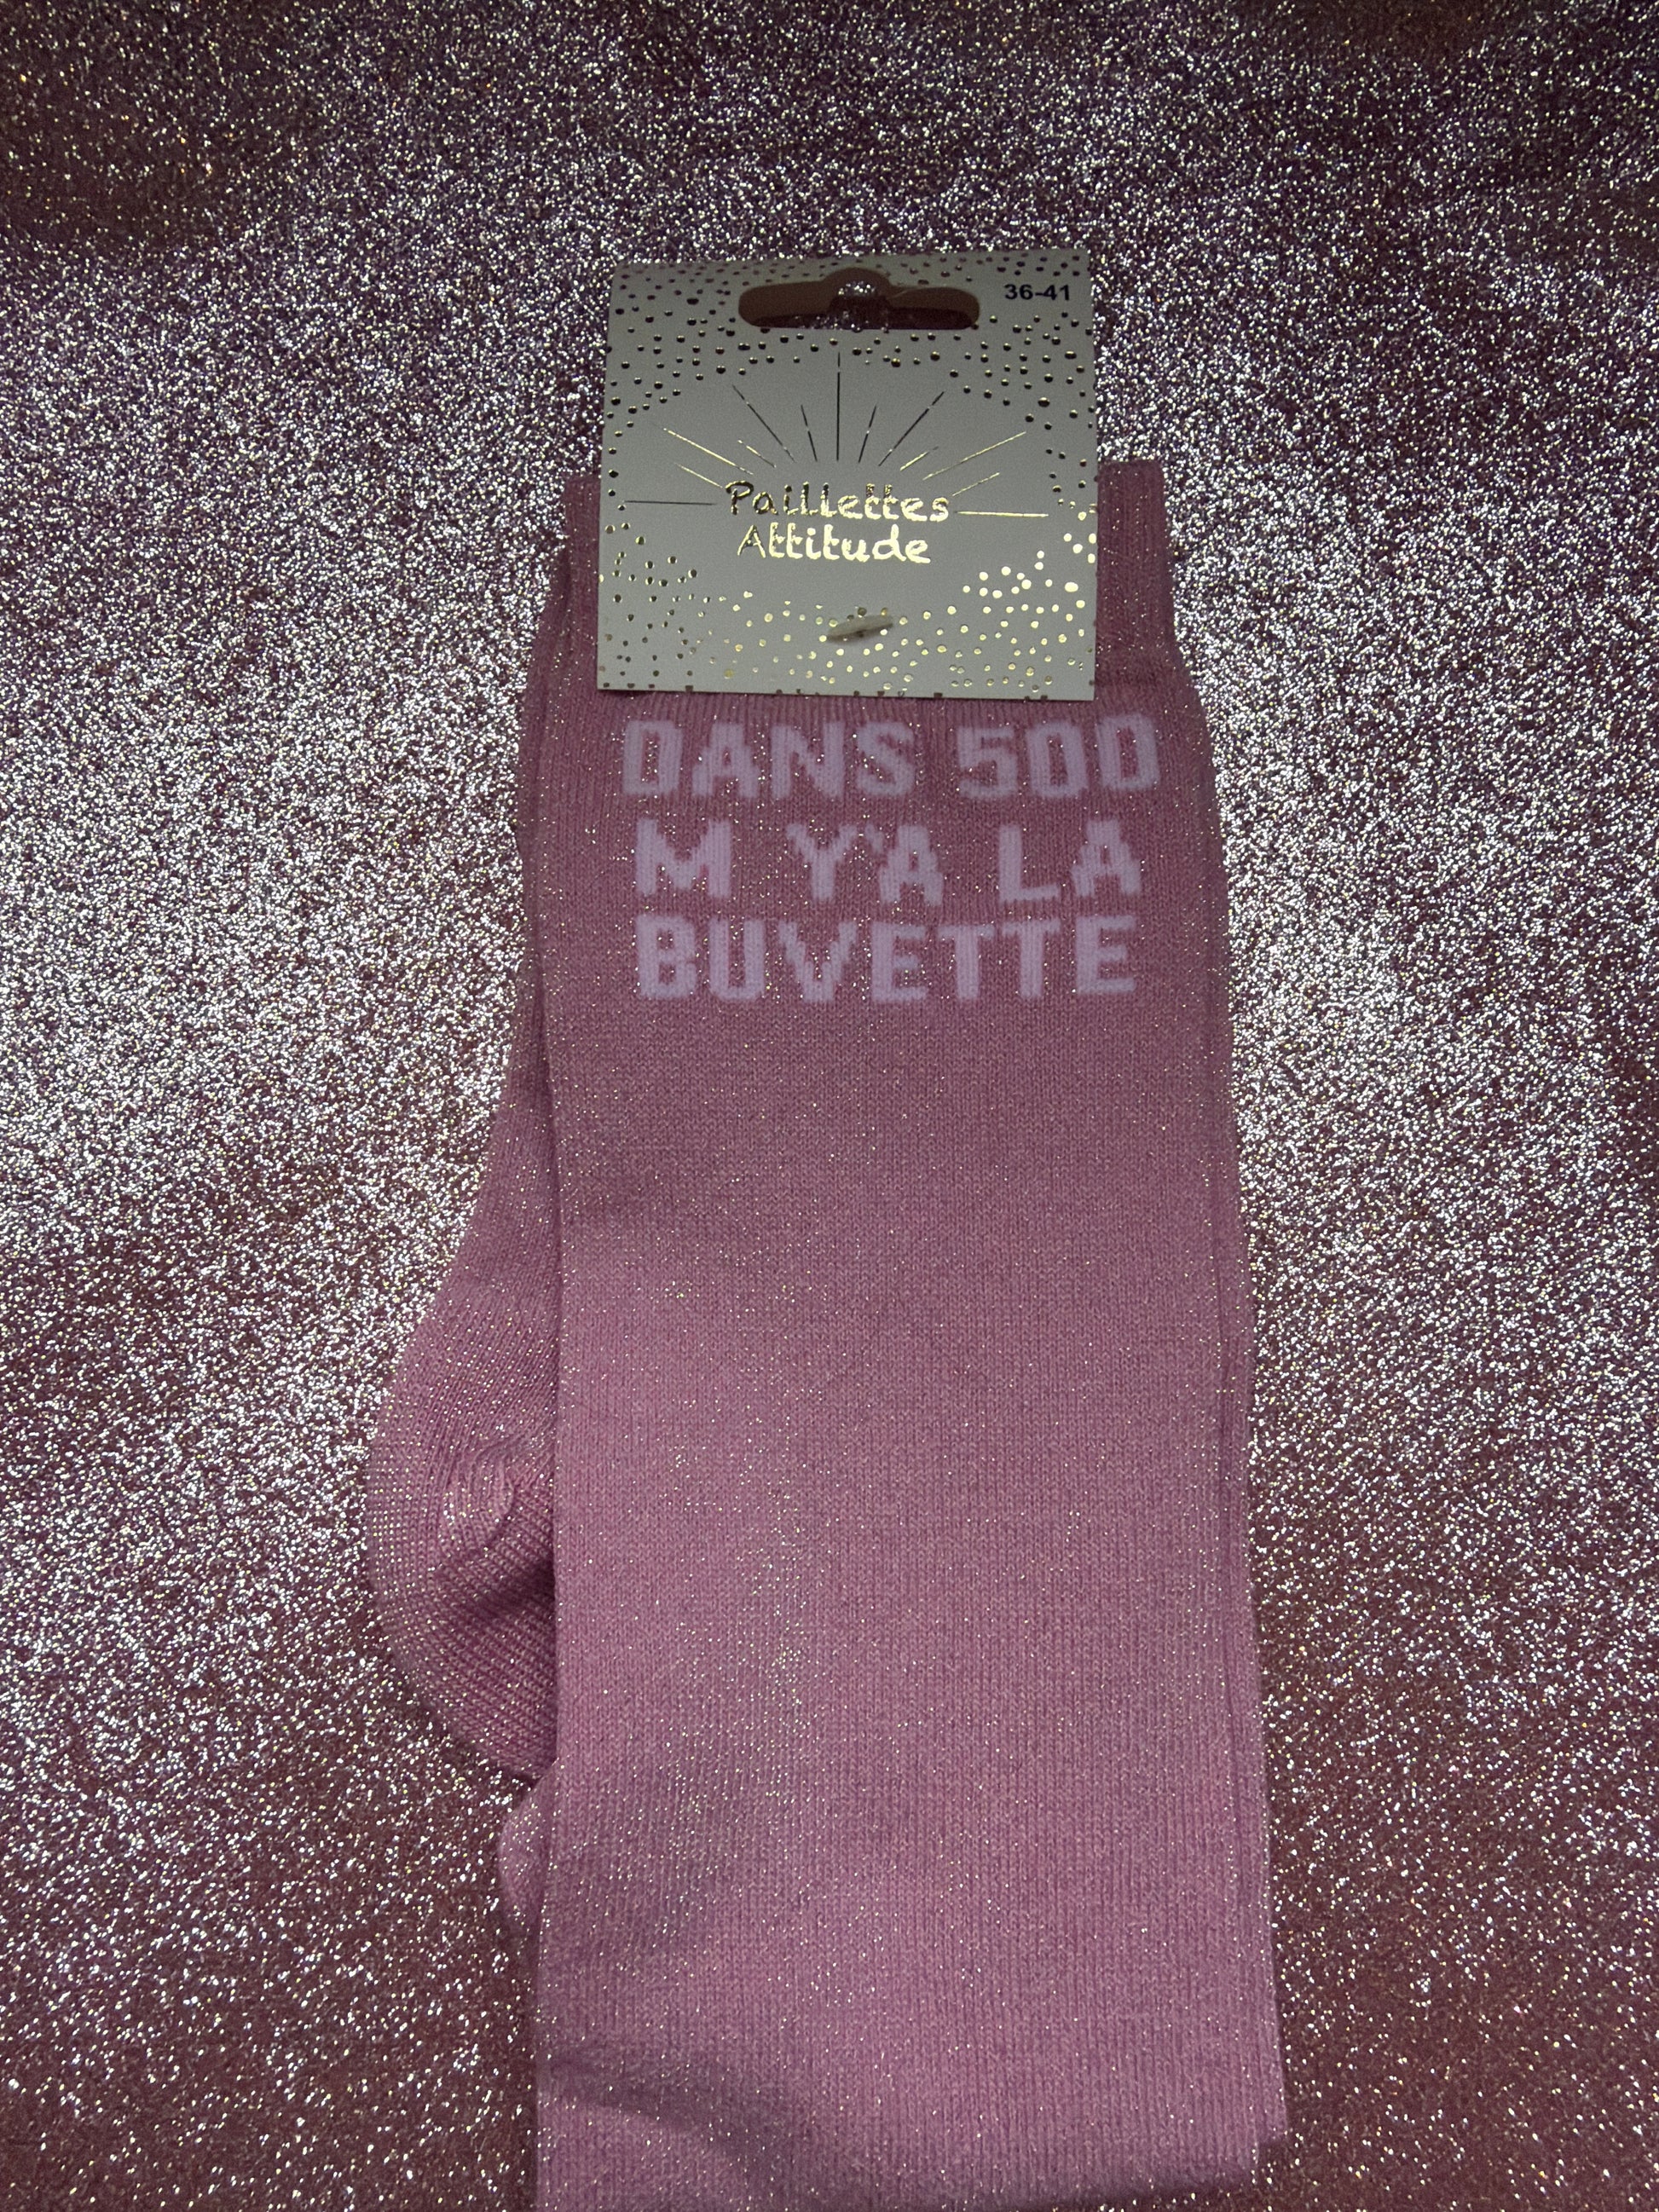 36-41
Paillettes
Attitude
DANS 500
M Y'A LA
BUVETTE